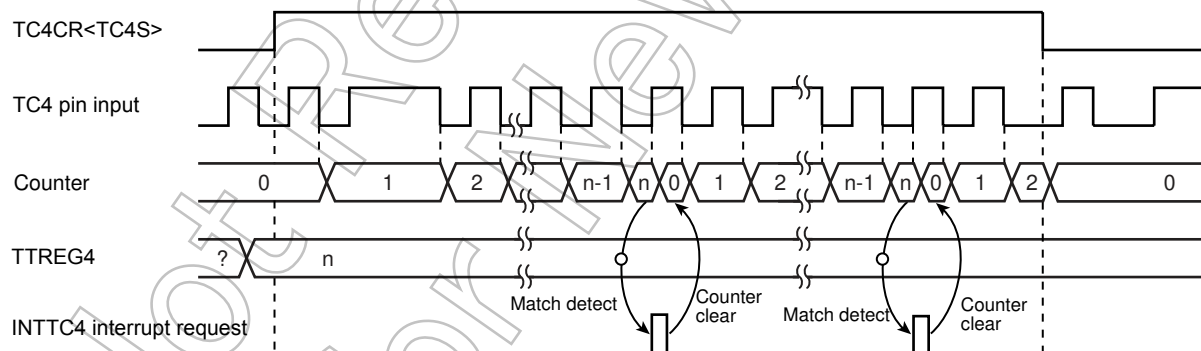 TC4CR<TC4S>
TC4 pin input
Counter 0 1 2 n-1 n 0 1 2 n-1 n 0 1 2 0
TTREG4 ? n
Match detect Counter clear Match detect Counter clear
INTTC4 interrupt request